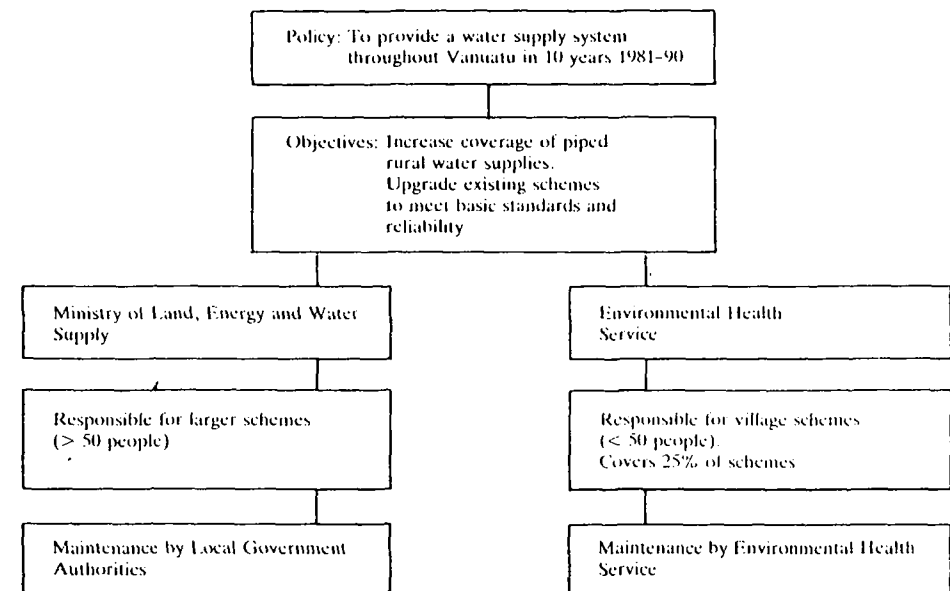 Policy: To provide a water supply system
throughout Vanuatu in 10 years 1981-90
Objectives: Increase coverage of piped
rural water supplies.
Upgrade existing schemes
to meet basic standards and
reliability
Ministry of Land, Energy and Water
Supply
Environmental Health
Service
Responsible for larger schemes
(> 50 people)
Responsible for village schemes
(< 50 people).
Covers 25% of schemes
Maintenance by Local Government
Authorities
Maintenance by Environmental Health
Service